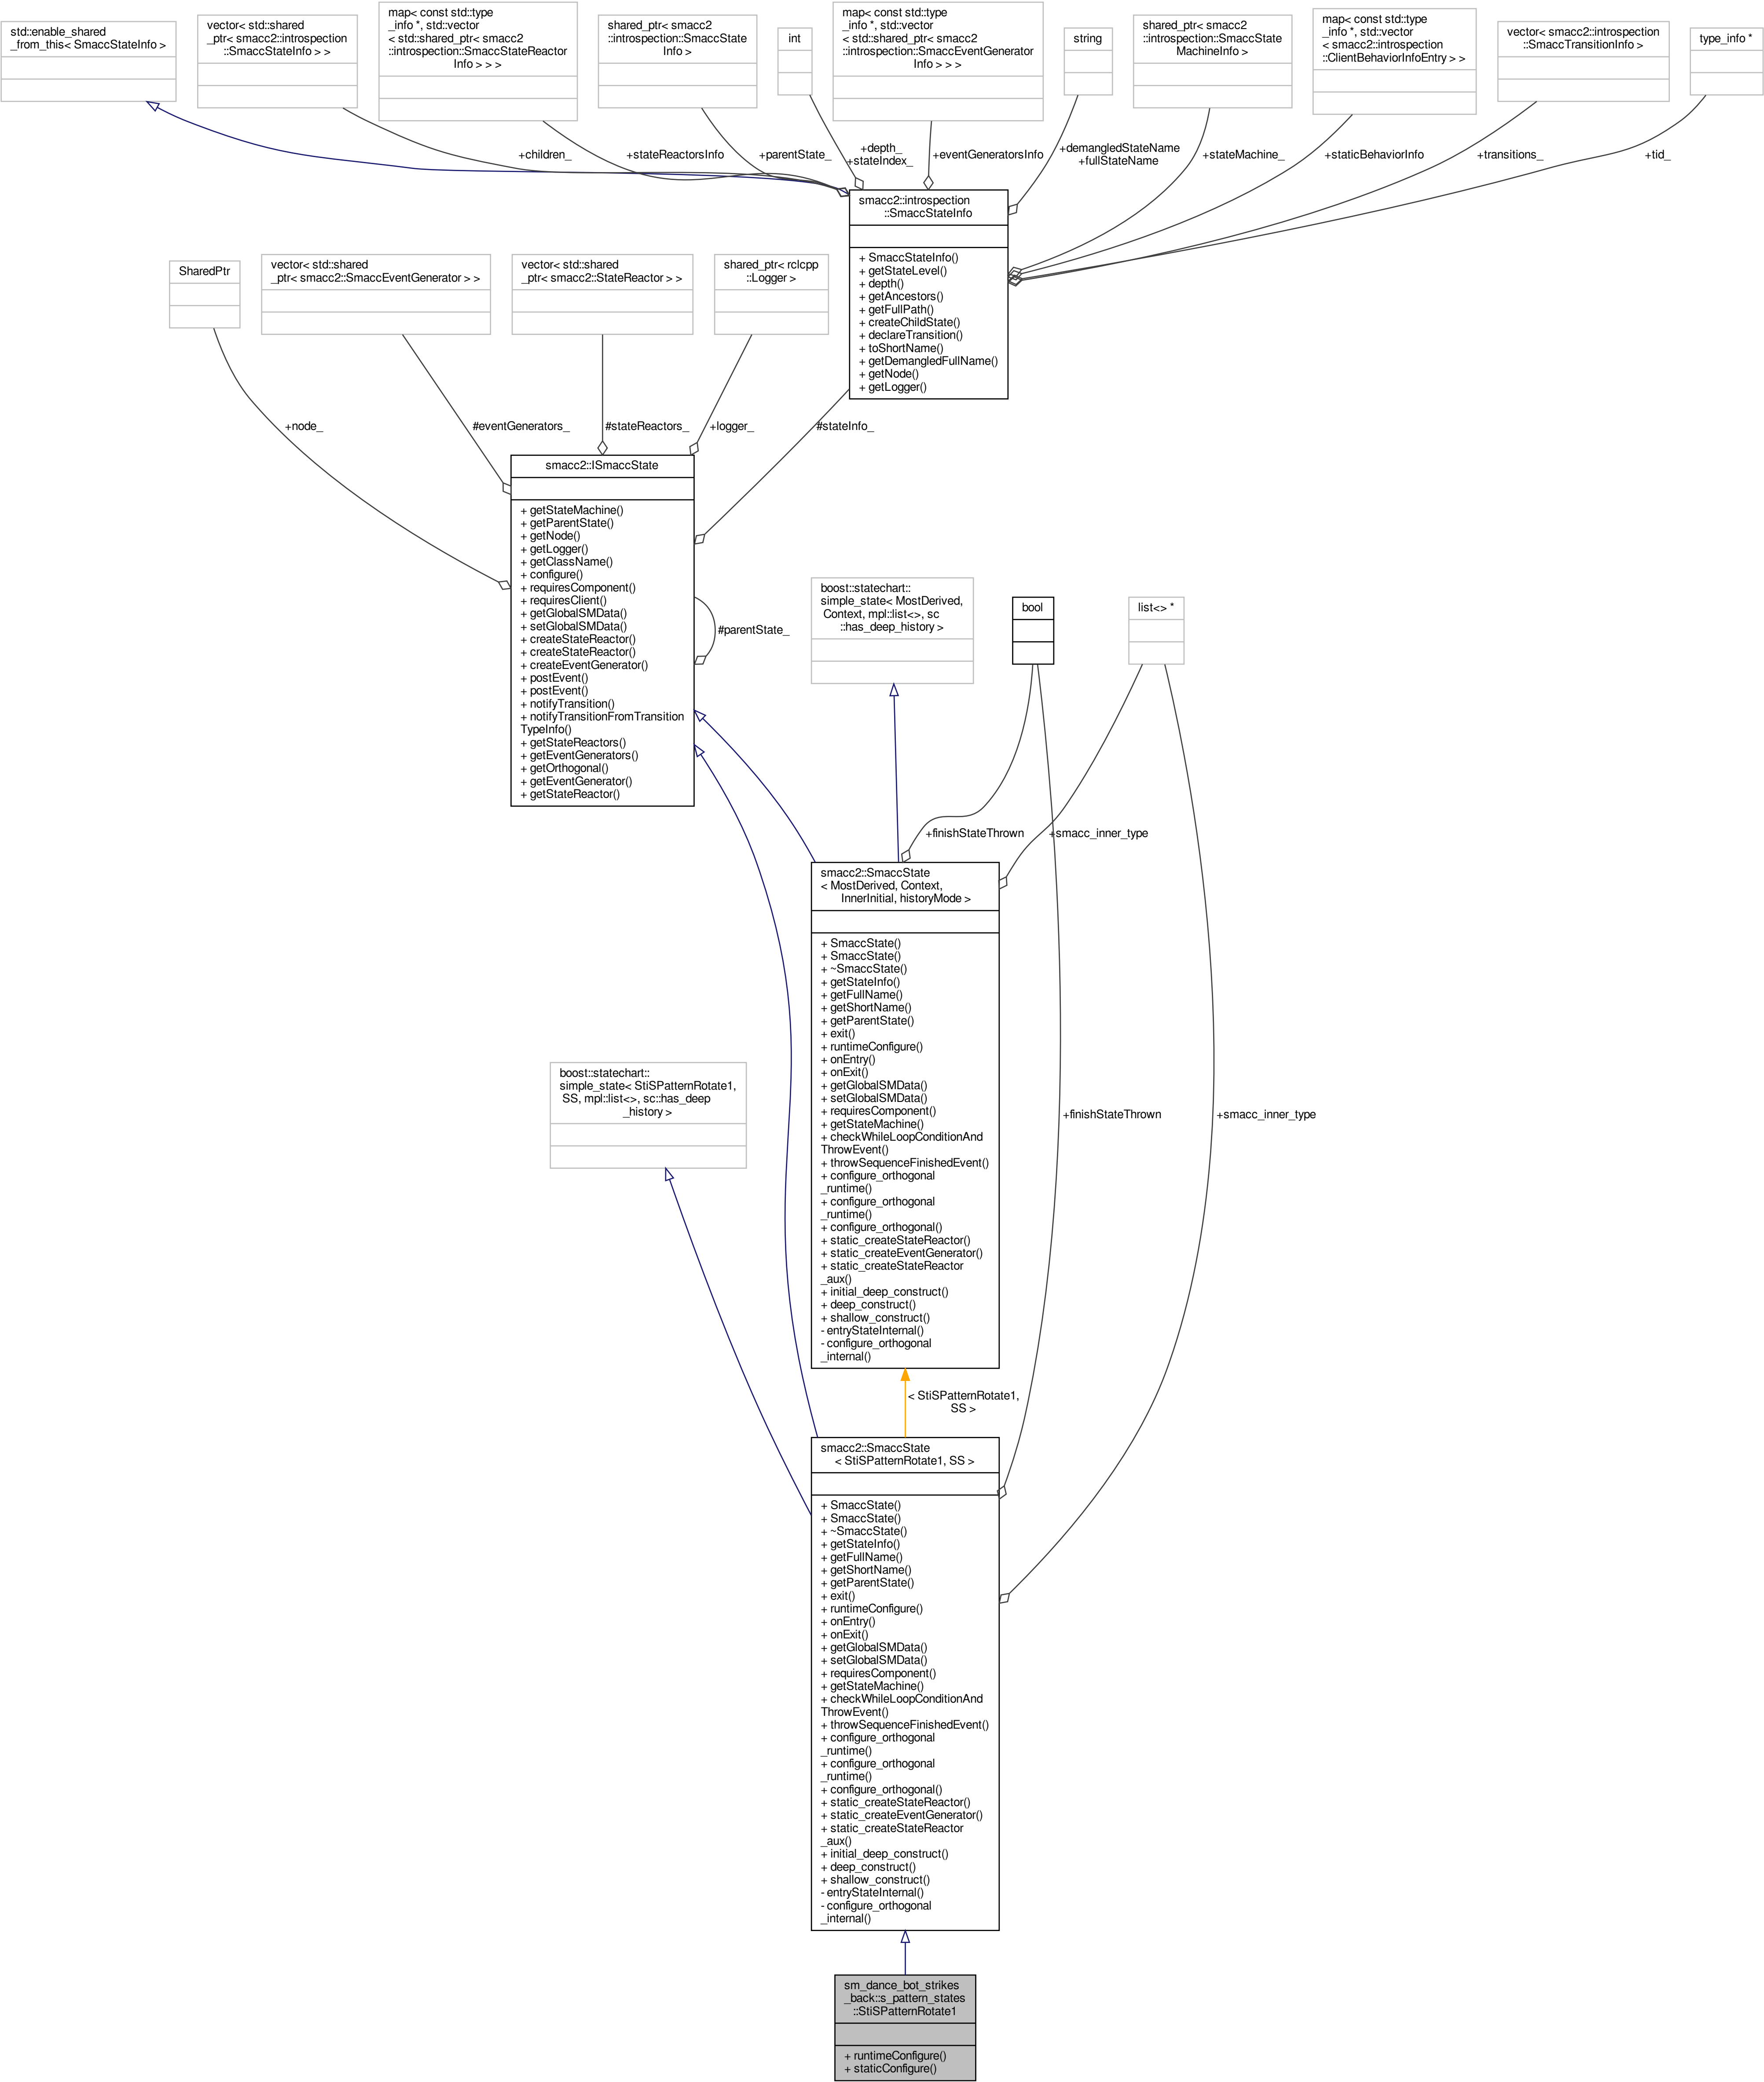 std::enable_shared
_from_this< SmaccStateInfo >
vector< std::shared
_ptr< smacc2::introspection
::SmaccStateInfo > >
map< const std::type
_info *, std::vector
< std::shared_ptr< smacc2
::introspection::SmaccStateReactor
Info > > >
shared_ptr< smacc2
::introspection::SmaccState
Info >
int
map< const std::type
_info *, std::vector
< std::shared_ptr< smacc2
::introspection::SmaccEventGenerator
Info > > >
string
shared_ptr< smacc2
::introspection::SmaccState
MachineInfo >
map< const std::type
_info *, std::vector
< smacc2::introspection
::ClientBehaviorInfoEntry > >
vector< smacc2::introspection
::SmaccTransitionInfo >
type_info *
+children_
+stateReactorsInfo
+parentState_
+depth_
+stateIndex_
+eventGeneratorsInfo
+demangledStateName
+fullStateName
+stateMachine_
+staticBehaviorInfo
+transitions_
+tid_
smacc2::introspection
::SmaccStateInfo
+ SmaccStateInfo()
+ getStateLevel()
+ depth()
+ getAncestors()
+ getFullPath()
+ createChildState()
+ declareTransition()
+ toShortName()
+ getDemangledFullName()
+ getNode()
+ getLogger()
SharedPtr
vector< std::shared
_ptr< smacc2::SmaccEventGenerator > >
vector< std::shared
_ptr< smacc2::StateReactor > >
shared_ptr< rclcpp
::Logger >
+node_
#eventGenerators_
#stateReactors_
+logger_
#stateInfo_
smacc2::ISmaccState
+ getStateMachine()
+ getParentState()
+ getNode()
+ getLogger()
+ getClassName()
+ configure()
+ requiresComponent()
+ requiresClient()
+ getGlobalSMData()
+ setGlobalSMData()
+ createStateReactor()
+ createStateReactor()
+ createEventGenerator()
+ postEvent()
+ postEvent()
+ notifyTransition()
+ notifyTransitionFromTransition
TypeInfo()
+ getStateReactors()
+ getEventGenerators()
+ getOrthogonal()
+ getEventGenerator()
+ getStateReactor()
#parentState_
boost::statechart::
simple_state< MostDerived,
Context, mpl::list<>, sc
::has_deep_history >
bool
list<> *
+finishStateThrown
+smacc_inner_type
smacc2::SmaccState
< MostDerived, Context,
InnerInitial, historyMode >
+ SmaccState()
+ SmaccState()
+ ~SmaccState()
+ getStateInfo()
+ getFullName()
+ getShortName()
+ getParentState()
+ exit()
+ runtimeConfigure()
+ onEntry()
+ onExit()
+ getGlobalSMData()
+ setGlobalSMData()
+ requiresComponent()
+ getStateMachine()
+ checkWhileLoopConditionAnd
ThrowEvent()
+ throwSequenceFinishedEvent()
+ configure_orthogonal
_runtime()
+ configure_orthogonal
_runtime()
+ configure_orthogonal()
+ static_createStateReactor()
+ static_createEventGenerator()
+ static_createStateReactor
_aux()
+ initial_deep_construct()
+ deep_construct()
+ shallow_construct()
- entryStateInternal()
- configure_orthogonal
_internal()
boost::statechart::
simple_state< StiSPatternRotate1,
SS, mpl::list<>, sc::has_deep
_history >
+finishStateThrown
+smacc_inner_type
< StiSPatternRotate1,
SS >
smacc2::SmaccState
< StiSPatternRotate1, SS >
+ SmaccState()
+ SmaccState()
+ ~SmaccState()
+ getStateInfo()
+ getFullName()
+ getShortName()
+ getParentState()
+ exit()
+ runtimeConfigure()
+ onEntry()
+ onExit()
+ getGlobalSMData()
+ setGlobalSMData()
+ requiresComponent()
+ getStateMachine()
+ checkWhileLoopConditionAnd
ThrowEvent()
+ throwSequenceFinishedEvent()
+ configure_orthogonal
_runtime()
+ configure_orthogonal
_runtime()
+ configure_orthogonal()
+ static_createStateReactor()
+ static_createEventGenerator()
+ static_createStateReactor
_aux()
+ initial_deep_construct()
+ deep_construct()
+ shallow_construct()
- entryStateInternal()
- configure_orthogonal
_internal()
sm_dance_bot_strikes
_back::s_pattern_states
::StiSPatternRotate1
+ runtimeConfigure()
+ staticConfigure()